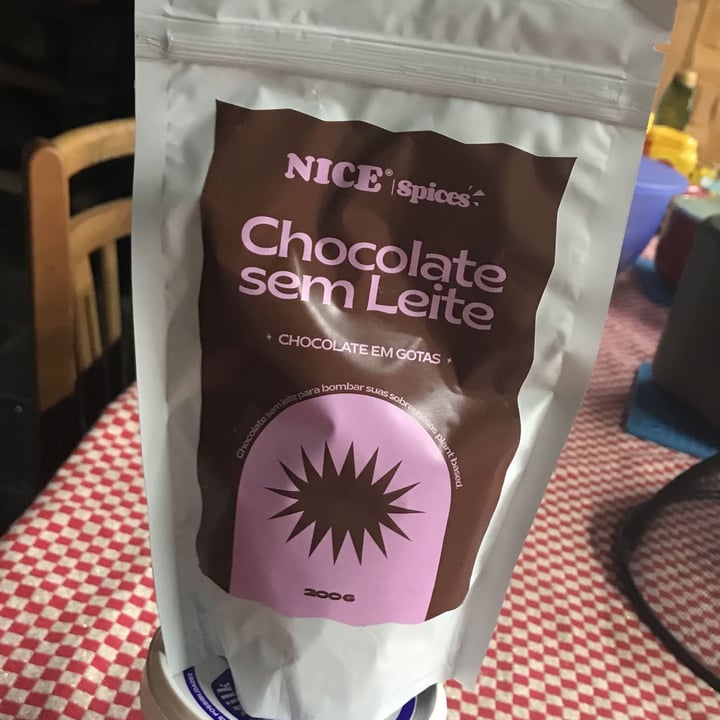 NICE® | spices
Chocolate
sem Leite
CHOCOLATE EM GOTAS
Chocolate sem leite para bombar suas sobremesas plant based.
200G